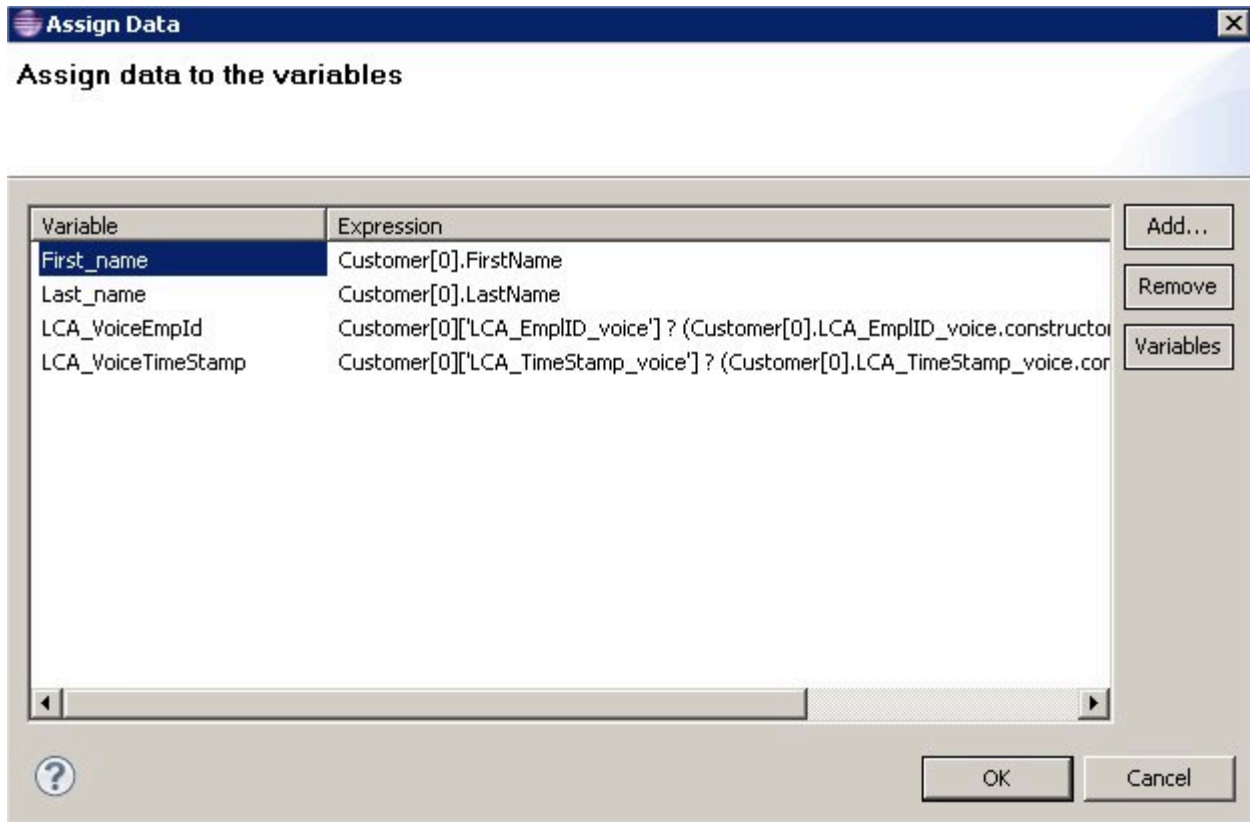 Assign Data
Assign data to the variables
Variable Expression Add...
First_name Customer[0].FirstName
Last_name Customer[0].LastName Remove
LCA_VoiceEmpId Customer[0]['LCA_EmplID_voice'] ? (Customer[0].LCA_EmplID_voice.constructor
LCA_VoiceTimeStamp Customer[0]['LCA_TimeStamp_voice'] ? (Customer[0].LCA_TimeStamp_voice.cor Variables
? OK Cancel